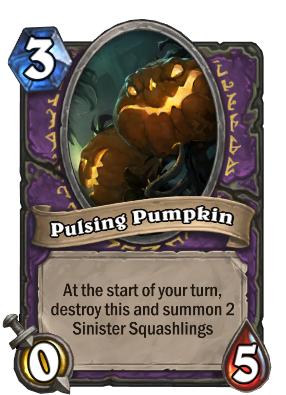 3
Pulsing Pumpkin
At the start of your turn,
destroy this and summon 2
Sinister Squashlings
0
5